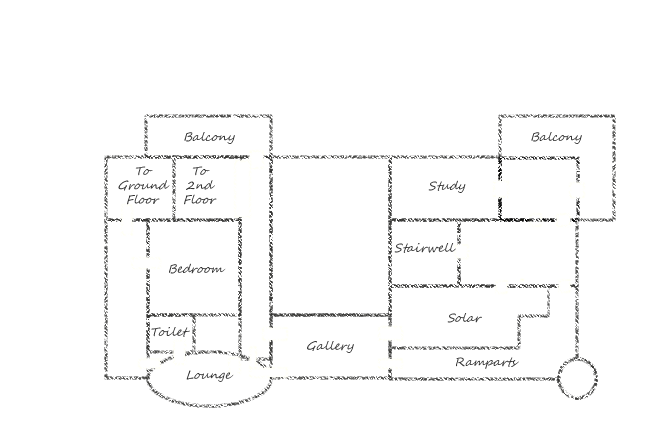 Balcony
Balcony
To
Ground
Floor
To
2nd
Floor
Study
Stairwell
Bedroom
Solar
Toilet
Gallery
Ramparts
Lounge